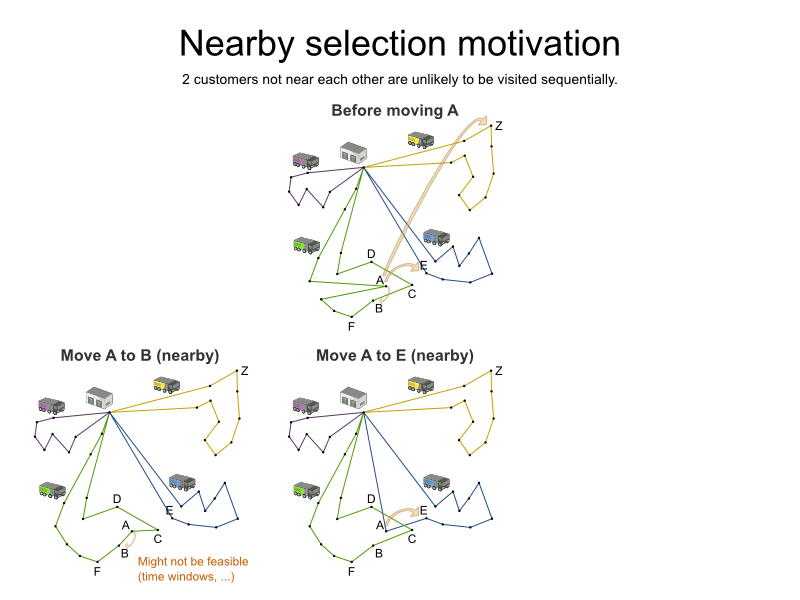 Nearby selection motivation
2 customers not near each other are unlikely to be visited sequentially.
Before moving A
Z
D
E
A
C
B
F
Move A to B (nearby)
Z
D
E
A
C
B
F
Might not be feasible
(time windows, ...)
Move A to E (nearby)
Z
D
E
A
C
B
F